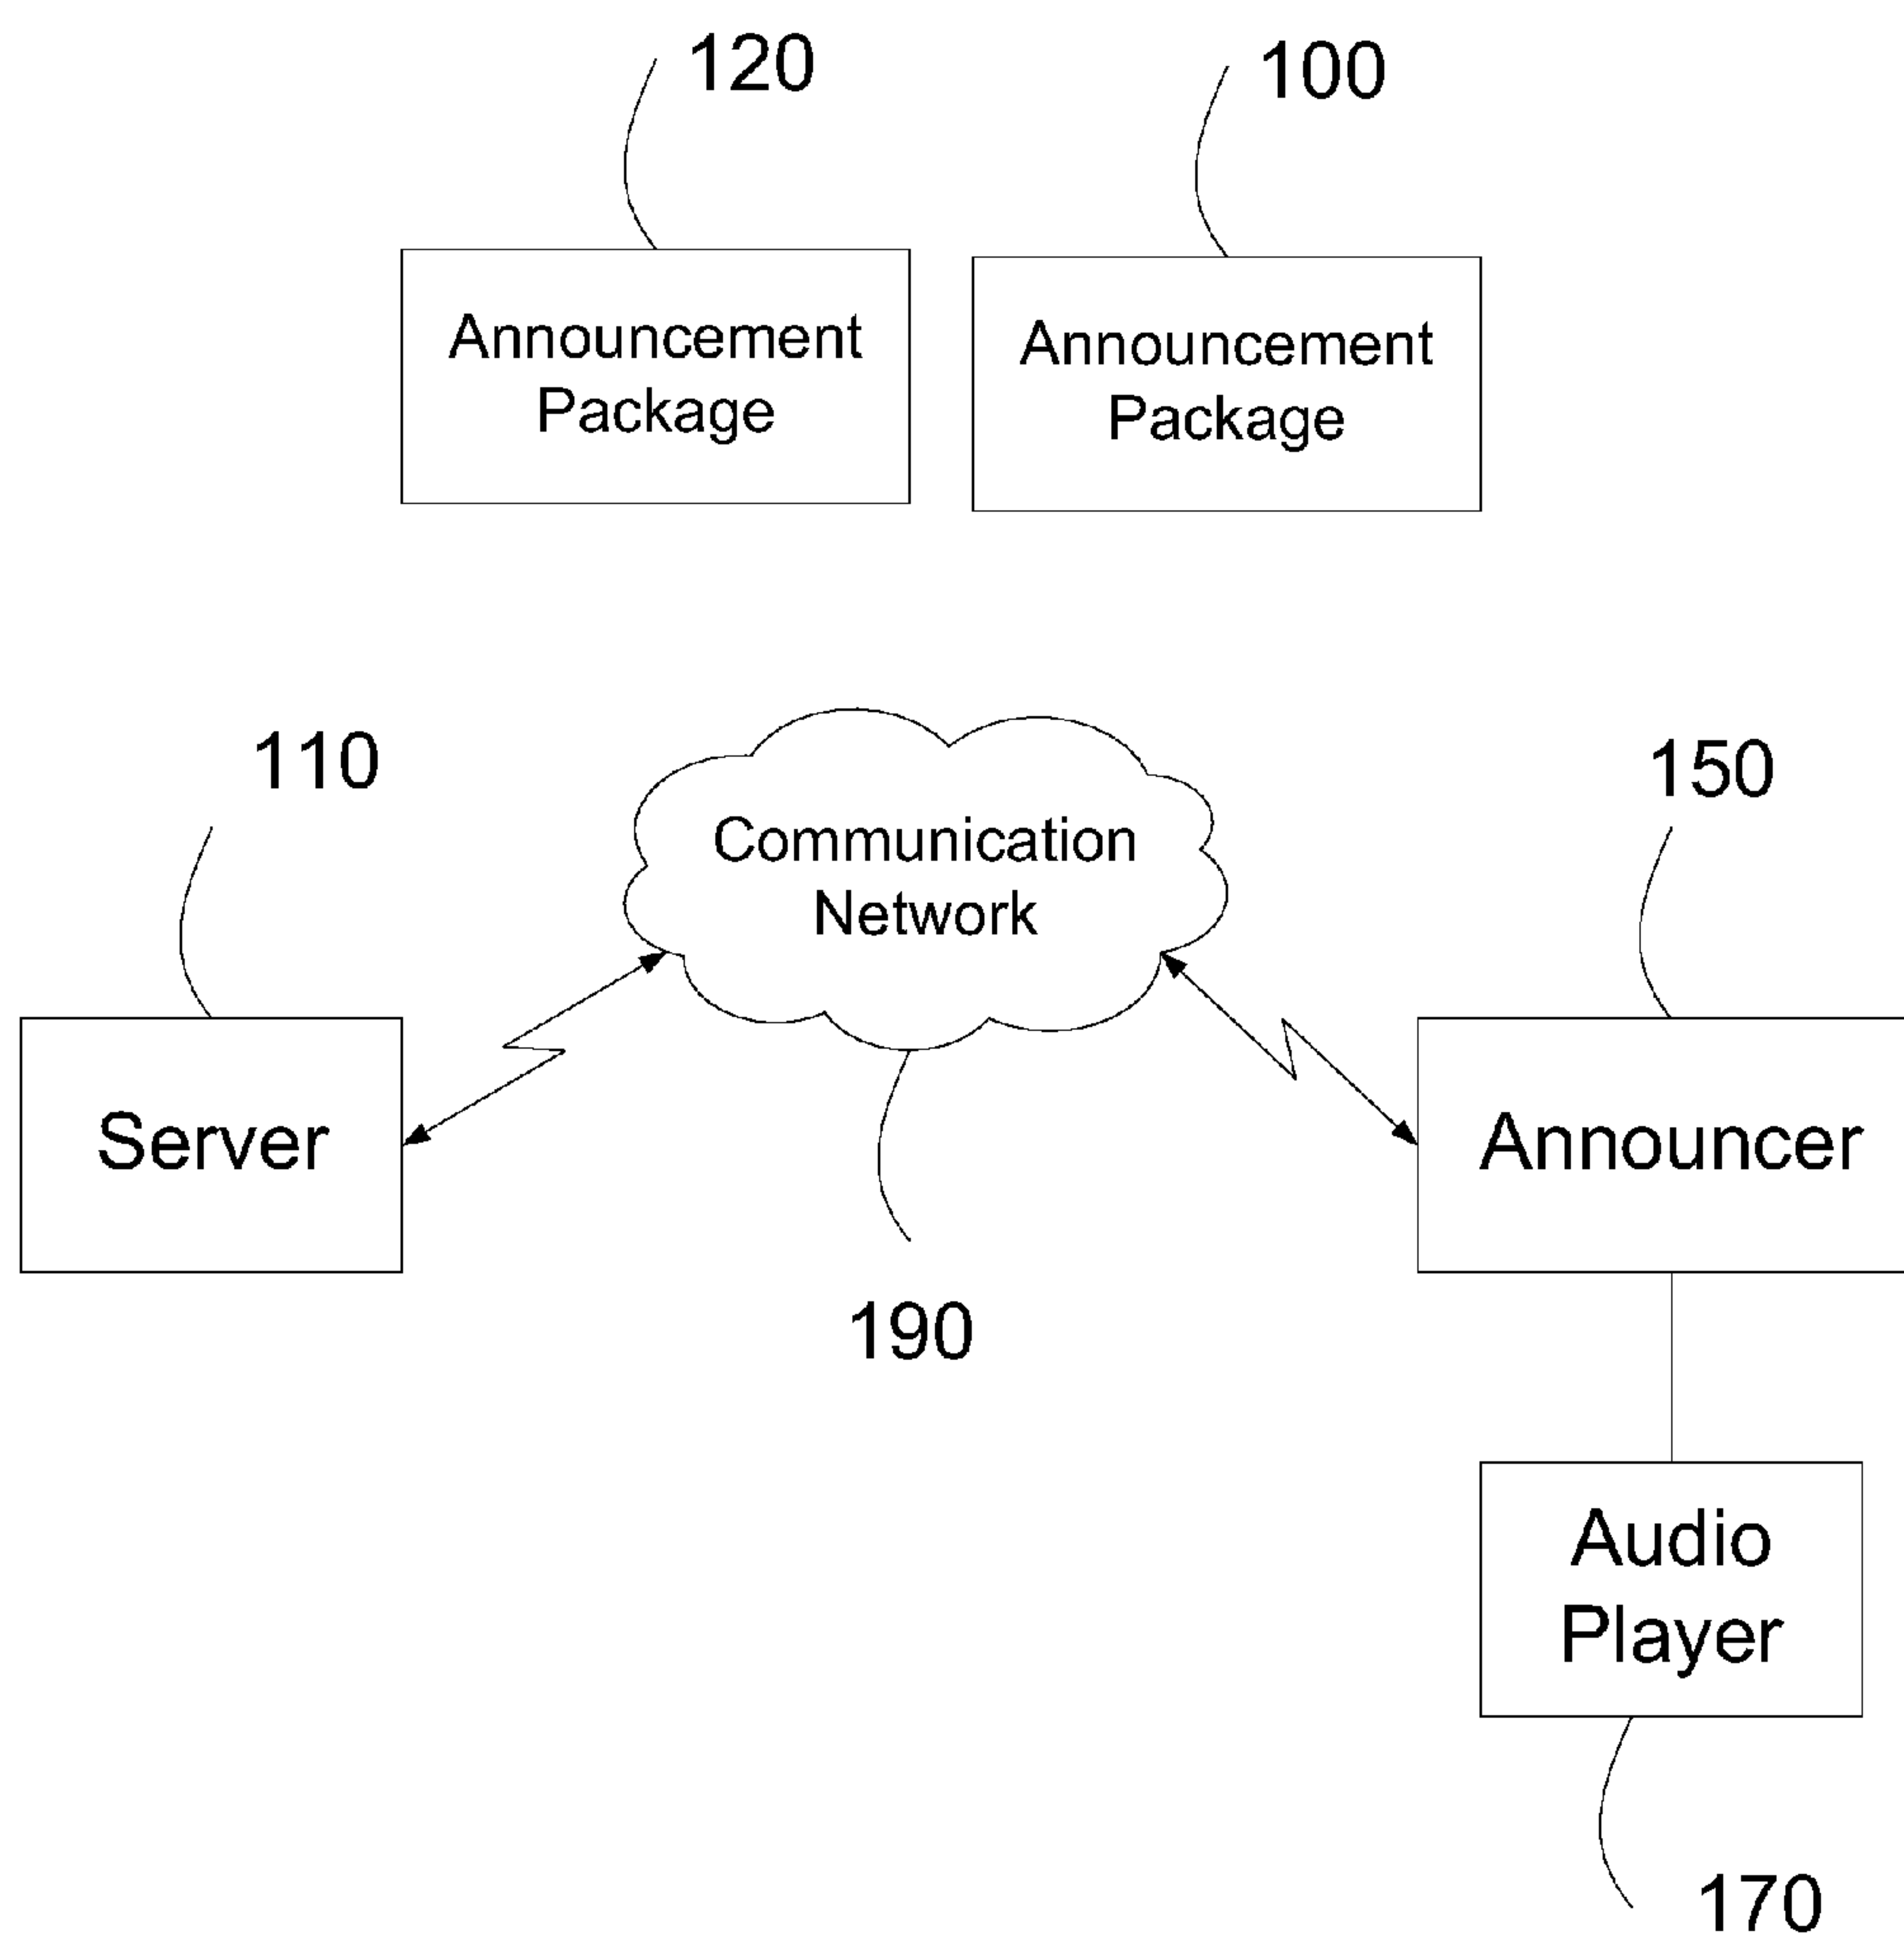 120
100
Announcement
Package
Announcement
Package
110
150
Communication
Network
Server
Announcer
190
Audio
Player
170